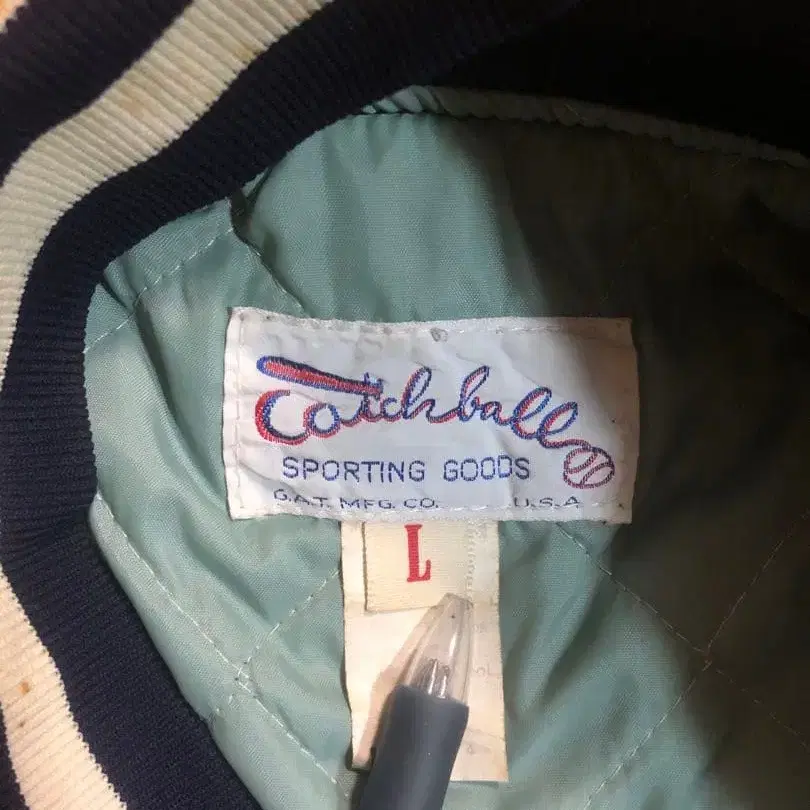 Catchball
SPORTING GOODS
G.A.T. MFG. CO. U.S.A
L